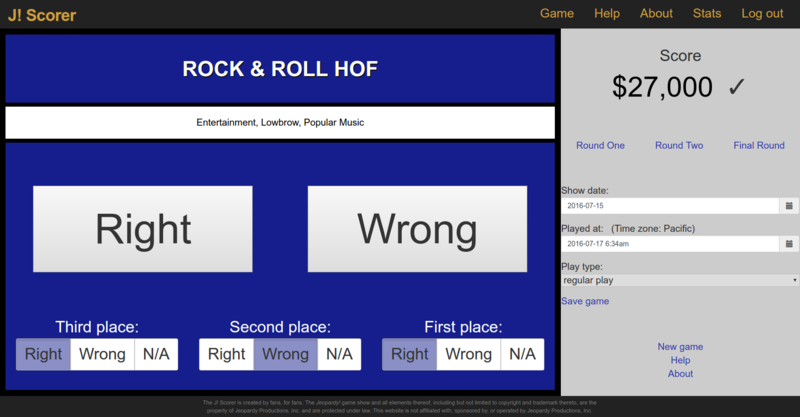 J! Scorer
Game Help About Stats Log out
ROCK & ROLL HOF
Entertainment, Lowbrow, Popular Music
Right Wrong
Third place: Second place: First place:
Right Wrong N/A Right Wrong N/A Right Wrong N/A
Score
$27,000 ✓
Round One Round Two Final Round
Show date:
2016-07-15
Played at: (Time zone: Pacific)
2016-07-17 6:34am
Play type:
regular play
Save game
New game
Help
About
The J! Scorer is created by fans, for fans. The Jeopardy! game show and all elements thereof, including but not limited to copyright and trademark thereto, are the
property of Jeopardy Productions, Inc. and are protected under law. This website is not affiliated with, sponsored by, or operated by Jeopardy Productions, Inc.